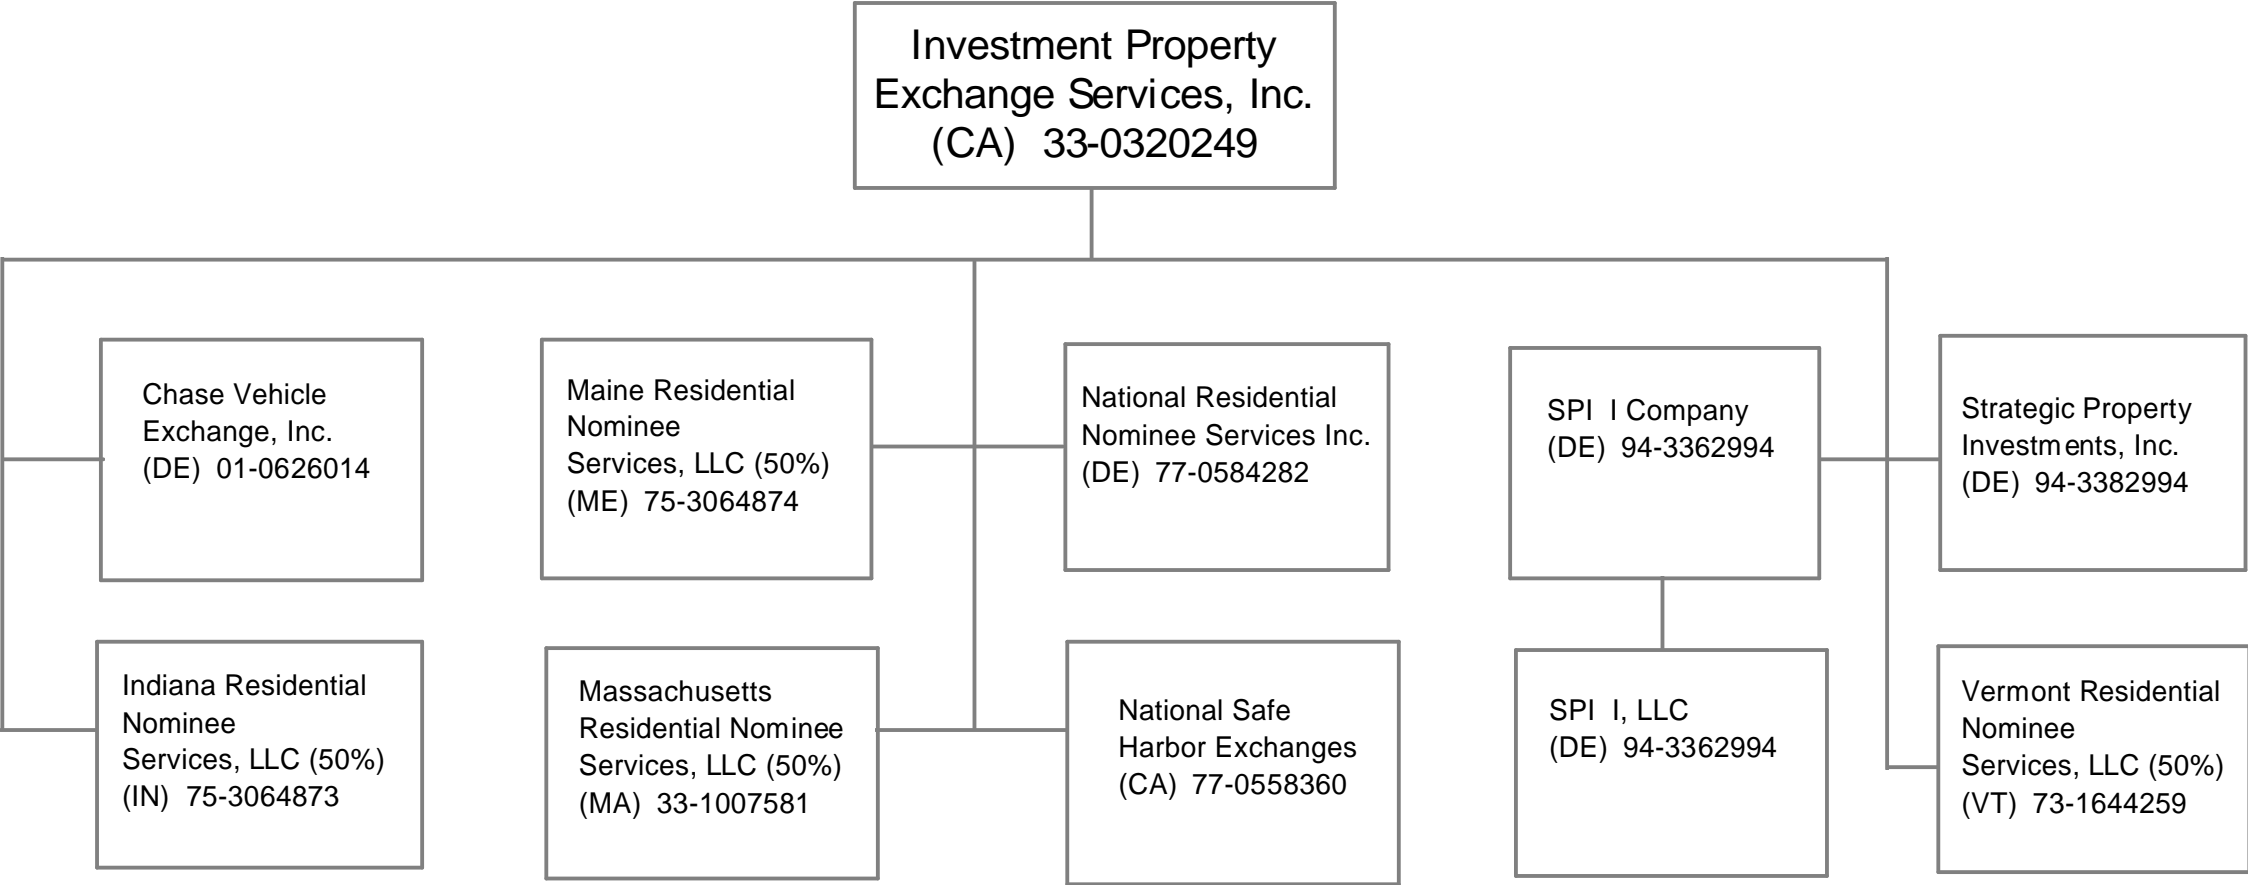 Investment Property
Exchange Services, Inc.
(CA) 33-0320249
Chase Vehicle
Exchange, Inc.
(DE) 01-0626014
Maine Residential
Nominee
Services, LLC (50%)
(ME) 75-3064874
National Residential
Nominee Services Inc.
(DE) 77-0584282
SPI I Company
(DE) 94-3362994
Strategic Property
Investments, Inc.
(DE) 94-3382994
Indiana Residential
Nominee
Services, LLC (50%)
(IN) 75-3064873
Massachusetts
Residential Nominee
Services, LLC (50%)
(MA) 33-1007581
National Safe
Harbor Exchanges
(CA) 77-0558360
SPI I, LLC
(DE) 94-3362994
Vermont Residential
Nominee
Services, LLC (50%)
(VT) 73-1644259